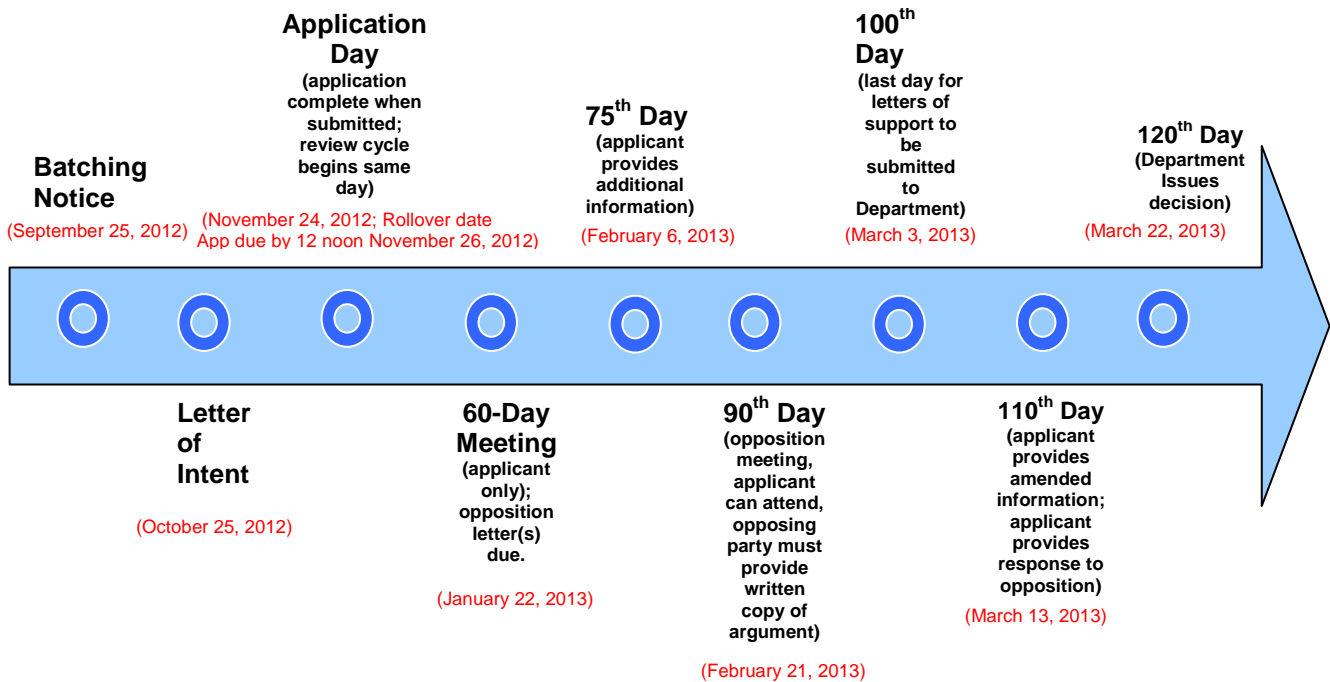 Batching
Notice
(September 25, 2012)
Letter
of
Intent
(October 25, 2012)
Application
Day
(application
complete when
submitted;
review cycle
begins same
day)
(November 24, 2012; Rollover date
App due by 12 noon November 26, 2012)
60-Day
Meeting
(applicant
only);
opposition
letter(s)
due.
(January 22, 2013)
75th Day
(applicant
provides
additional
information)
(February 6, 2013)
90th Day
(opposition
meeting,
applicant
can attend,
opposing
party must
provide
written
copy of
argument)
(February 21, 2013)
100th
Day
(last day for
letters of
support to
be
submitted
to
Department)
(March 3, 2013)
110th Day
(applicant
provides
amended
information;
applicant
provides
response to
opposition)
(March 13, 2013)
120th Day
(Department
Issues
decision)
(March 22, 2013)